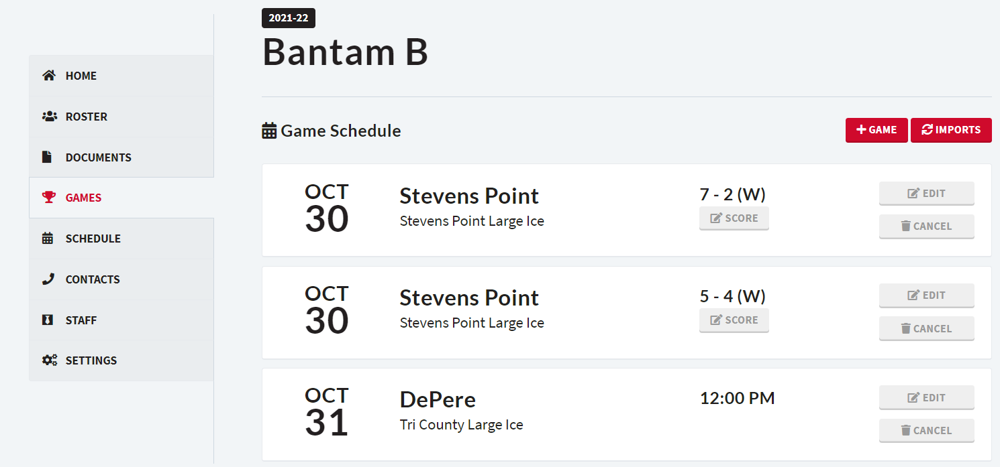 2021-22
Bantam B
HOME
ROSTER
DOCUMENTS
GAMES
SCHEDULE
CONTACTS
STAFF
SETTINGS
Game Schedule
GAME
IMPORTS
OCT
30
Stevens Point
Stevens Point Large Ice
7 - 2 (W)
SCORE
EDIT
CANCEL
OCT
30
Stevens Point
Stevens Point Large Ice
5 - 4 (W)
SCORE
EDIT
CANCEL
OCT
31
DePere
Tri County Large Ice
12:00 PM
EDIT
CANCEL